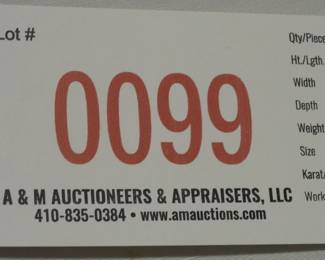 Lot #
0099
A & M AUCTIONEERS & APPRAISERS, LLC
410-835-0384 • www.amauctions.com
Qty/Piece
Ht./Lgth.
Width
Depth
Weight
Size
Karat
Work